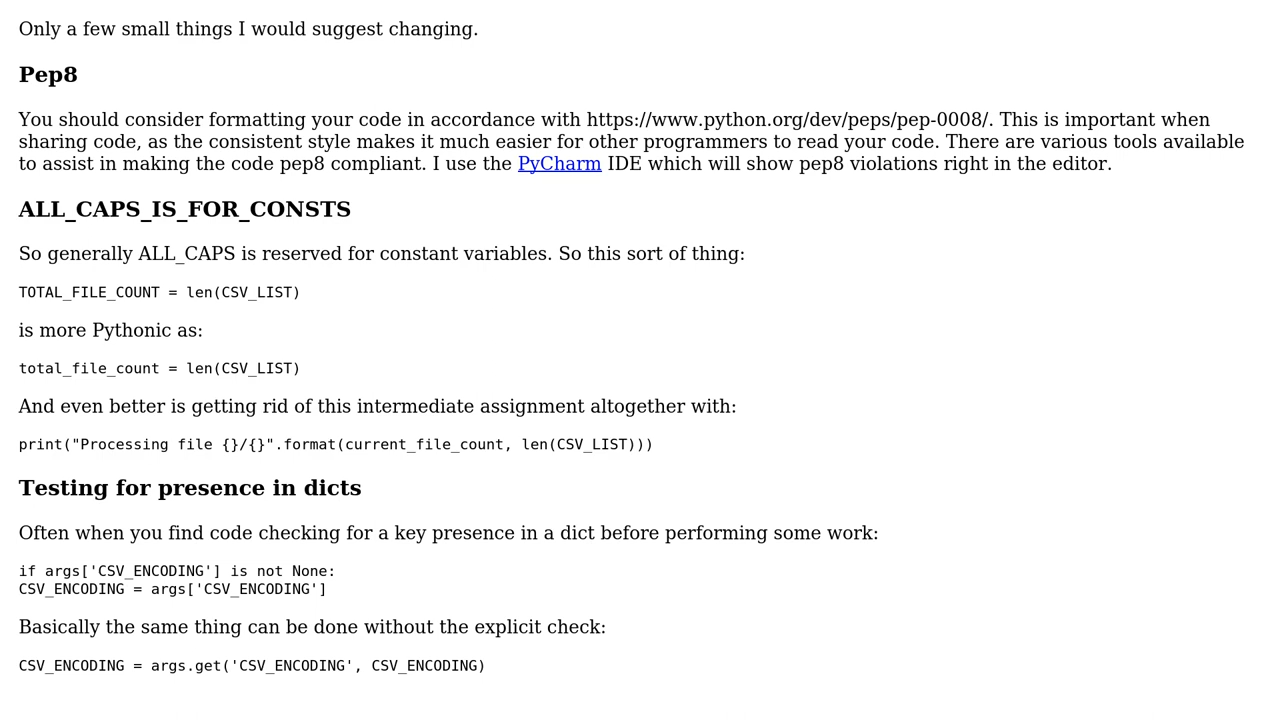 Only a few small things I would suggest changing.
Pep8
You should consider formatting your code in accordance with https://www.python.org/dev/peps/pep-0008/. This is important when
sharing code, as the consistent style makes it much easier for other programmers to read your code. There are various tools available
to assist in making the code pep8 compliant. I use the PyCharm IDE which will show pep8 violations right in the editor.
ALL_CAPS_IS_FOR_CONSTS
So generally ALL_CAPS is reserved for constant variables. So this sort of thing:
TOTAL_FILE_COUNT = len(CSV_LIST)
is more Pythonic as:
total_file_count = len(CSV_LIST)
And even better is getting rid of this intermediate assignment altogether with:
print("Processing file {}/{}".format(current_file_count, len(CSV_LIST)))
Testing for presence in dicts
Often when you find code checking for a key presence in a dict before performing some work:
if args['CSV_ENCODING'] is not None:
CSV_ENCODING = args['CSV_ENCODING']
Basically the same thing can be done without the explicit check:
CSV_ENCODING = args.get('CSV_ENCODING', CSV_ENCODING)